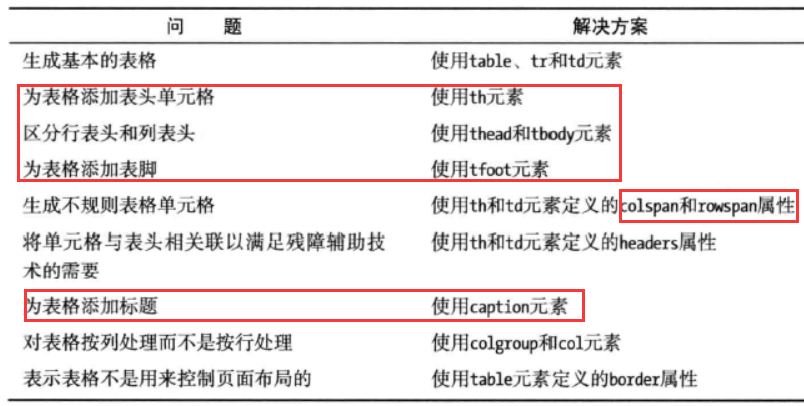 问 题 解决方案
生成基本的表格 使用table、tr和td元素
为表格添加表头单元格 使用th元素
区分行表头和列表头 使用thead和tbody元素
为表格添加表脚 使用tfoot元素
生成不规则表格单元格 使用th和td元素定义的colspan和rowspan属性
将单元格与表头相关联以满足残障辅助技 使用th和td元素定义的headers属性
术的需要
为表格添加标题 使用caption元素
对表格按列处理而不是按行处理 使用colgroup和col元素
表示表格不是用来控制页面布局的 使用table元素定义的border属性